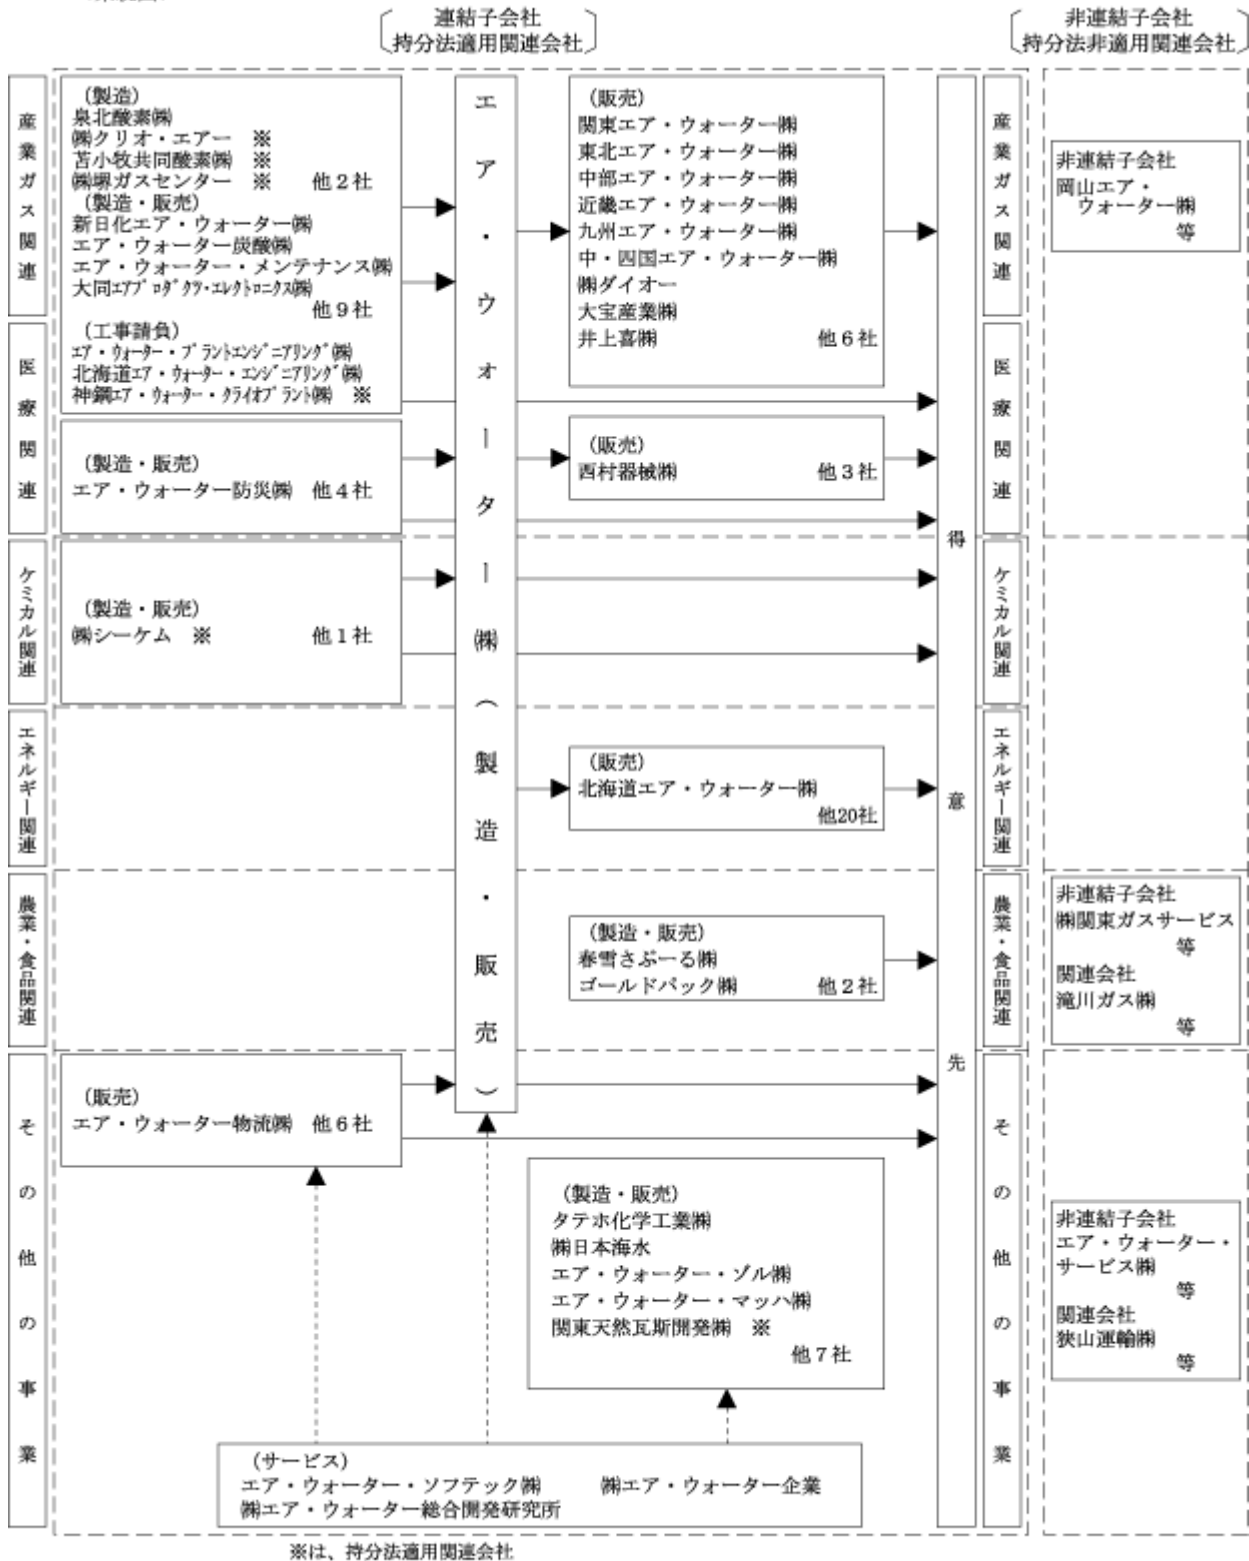 連結子会社
持分法適用関連会社
非連結子会社
持分法非適用関連会社
産業ガス関連
(製造)
泉北酸素㈱
㈱クリオ・エアー ※
苫小牧共同酸素㈱ ※
㈱堺ガスセンター ※ 他2社
(製造・販売)
新日化エア・ウォーター㈱
エア・ウォーター炭酸㈱
エア・ウォーター・メンテナンス㈱
大同エアプロダクツ・エレクトロニクス㈱
他9社
(工事請負)
エア・ウォーター・プラントエンジニアリング㈱
北海道エア・ウォーター・エンジニアリング㈱
神鋼エア・ウォーター・クライオプラント㈱ ※
エア・ウォーター㈱(製造・販売)
(販売)
関東エア・ウォーター㈱
東北エア・ウォーター㈱
中部エア・ウォーター㈱
近畿エア・ウォーター㈱
九州エア・ウォーター㈱
中・四国エア・ウォーター㈱
㈱ダイオー
大宝産業㈱
井上喜㈱ 他6社
得意先
産業ガス関連
非連結子会社
岡山エア・
ウォーター㈱
等
医療関連
(製造・販売)
エア・ウォーター防災㈱ 他4社
(販売)
西村器械㈱ 他3社
医療関連
ケミカル関連
(製造・販売)
㈱シーケム ※ 他1社
ケミカル関連
エネルギー関連
(販売)
北海道エア・ウォーター㈱
他20社
エネルギー関連
農業・食品関連
(製造・販売)
春雪さぶーる㈱
ゴールドパック㈱ 他2社
農業・食品関連
非連結子会社
㈱関東ガスサービス
等
関連会社
滝川ガス㈱
等
その他の事業
(販売)
エア・ウォーター物流㈱ 他6社
(製造・販売)
タテホ化学工業㈱
㈱日本海水
エア・ウォーター・ゾル㈱
エア・ウォーター・マッハ㈱
関東天然瓦斯開発㈱ ※
他7社
その他の事業
非連結子会社
エア・ウォーター・
サービス㈱
等
関連会社
狭山運輸㈱
等
(サービス)
エア・ウォーター・ソフテック㈱ ㈱エア・ウォーター企業
㈱エア・ウォーター総合開発研究所
※は、持分法適用関連会社